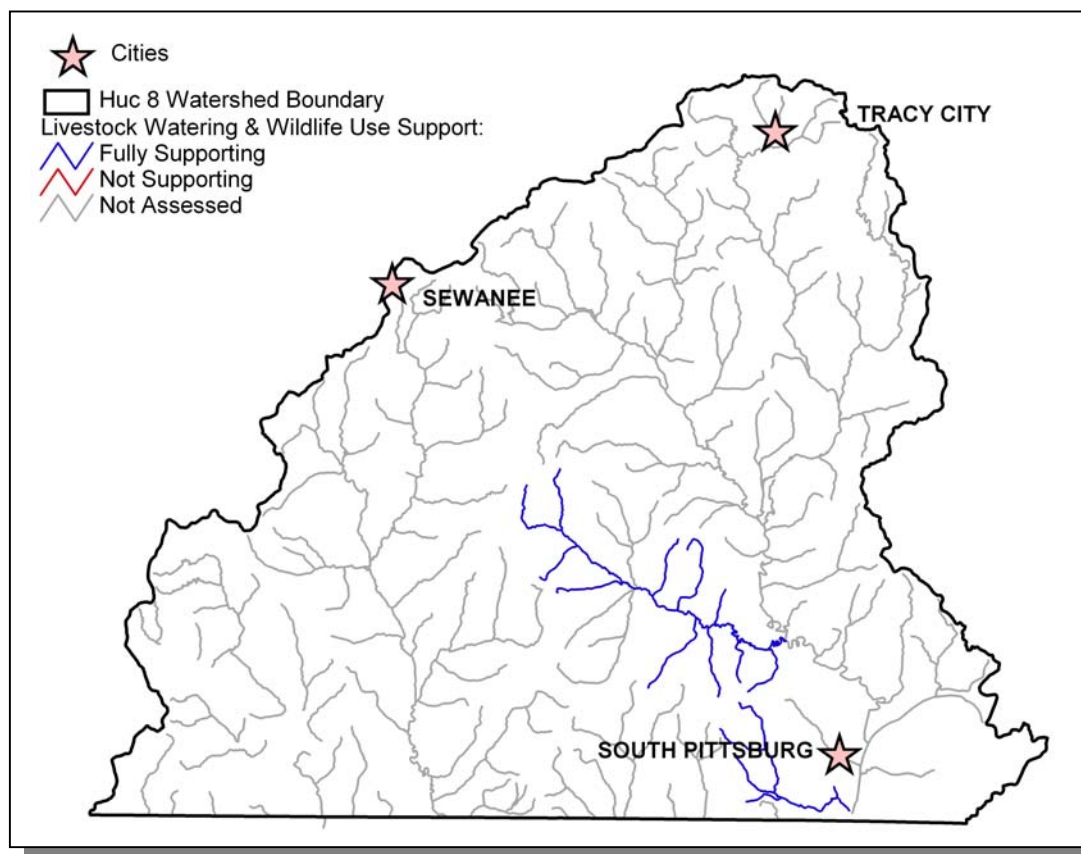 Cities
Huc 8 Watershed Boundary
Livestock Watering & Wildlife Use Support:
Fully Supporting
Not Supporting
Not Assessed
TRACY CITY
SEWANEE
SOUTH PITTSBURG